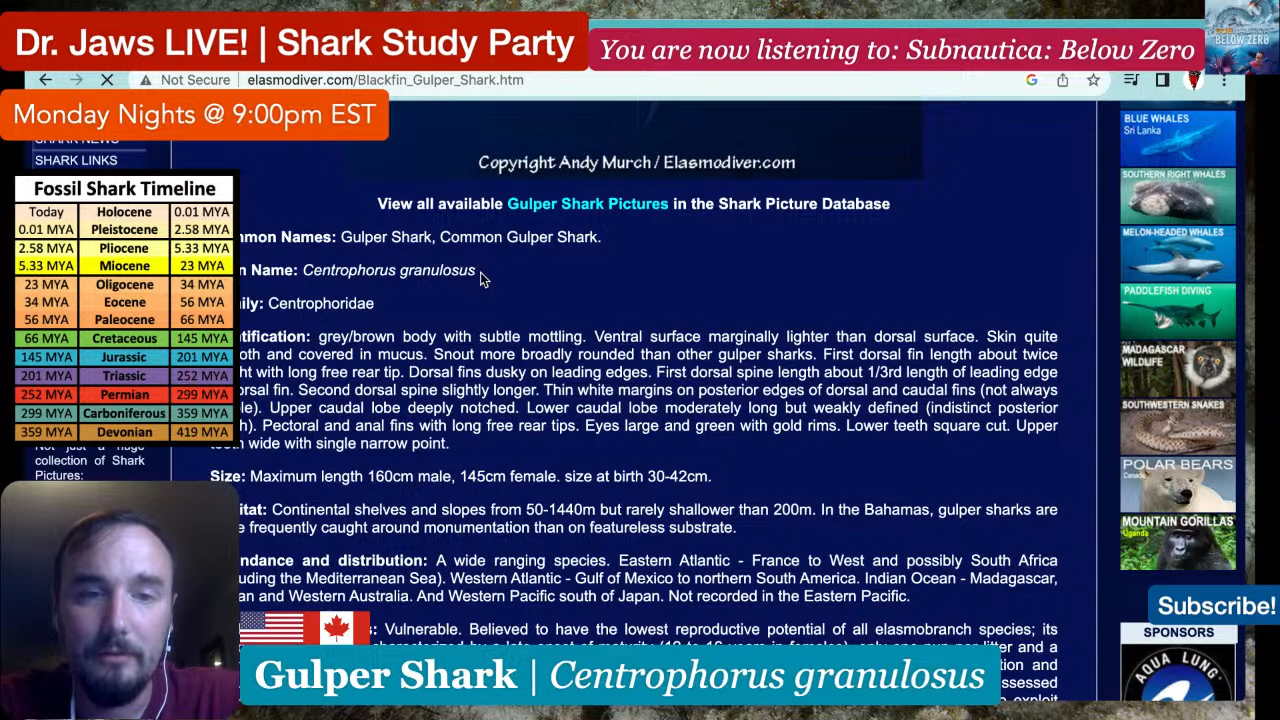 Dr. Jaws LIVE! | Shark Study Party
You are now listening to: Subnautica: Below Zero
BELOW ZERO
Not Secure
elasmodiver.com/Blackfin_Gulper_Shark.htm
Monday Nights @ 9:00pm EST
SHARK NEWS
SHARK LINKS
Fossil Shark Timeline
Today Holocene 0.01 MYA
0.01 MYA Pleistocene 2.58 MYA
2.58 MYA Pliocene 5.33 MYA
5.33 MYA Miocene 23 MYA
23 MYA Oligocene 34 MYA
34 MYA Eocene 56 MYA
56 MYA Paleocene 66 MYA
66 MYA Cretaceous 145 MYA
145 MYA Jurassic 201 MYA
201 MYA Triassic 252 MYA
252 MYA Permian 299 MYA
299 MYA Carboniferous 359 MYA
359 MYA Devonian 419 MYA
Not just a huge
collection of Shark
Pictures:
Copyright Andy Murch / Elasmodiver.com
View all available Gulper Shark Pictures in the Shark Picture Database
Names: Gulper Shark, Common Gulper Shark.
Name: Centrophorus granulosus
Centrophoridae
grey/brown body with subtle mottling. Ventral surface marginally lighter than dorsal surface. Skin quite
and covered in mucus. Snout more broadly rounded than other gulper sharks. First dorsal fin length about twice
with long free rear tip. Dorsal fins dusky on leading edges. First dorsal spine length about 1/3rd length of leading edge
fin. Second dorsal spine slightly longer. Thin white margins on posterior edges of dorsal and caudal fins (not always
Upper caudal lobe deeply notched. Lower caudal lobe moderately long but weakly defined (indistinct posterior
Pectoral and anal fins with long free rear tips. Eyes large and green with gold rims. Lower teeth square cut. Upper
wide with single narrow point.
Size: Maximum length 160cm male, 145cm female. size at birth 30-42cm.
Continental shelves and slopes from 50-1440m but rarely shallower than 200m. In the Bahamas, gulper sharks are
frequently caught around monumentation than on featureless substrate.
and distribution: A wide ranging species. Eastern Atlantic - France to West and possibly South Africa
the Mediterranean Sea). Western Atlantic - Gulf of Mexico to northern South America. Indian Ocean - Madagascar,
and Western Australia. And Western Pacific south of Japan. Not recorded in the Eastern Pacific.
Vulnerable. Believed to have the lowest reproductive potential of all elasmobranch species; its
and a
and
exploit
Gulper Shark | Centrophorus granulosus
BLUE WHALES
Sri Lanka
SOUTHERN RIGHT WHALES
MELON-HEADED WHALES
PADDLEFISH DIVING
MADAGASCAR
WILDLIFE
SOUTHWESTERN SNAKES
POLAR BEARS
Canada
MOUNTAIN GORILLAS
Uganda
Subscribe!
SPONSORS
AQUA LUNG